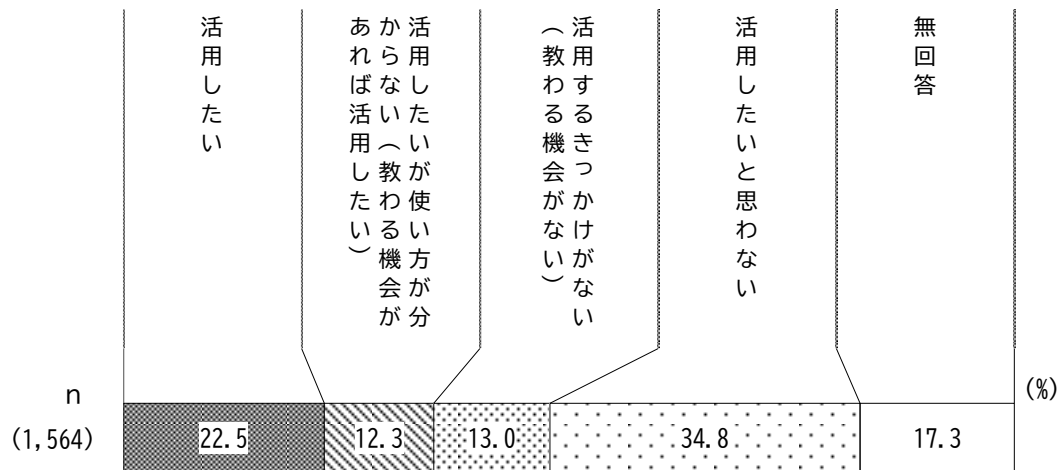 活用したい
活用したいが使い方が分
からない（教わる機会が
あれば活用したい）
活用するきっかけがない
（教わる機会がない）
活用したいと思わない
無回答
(%)
n
(1,564)
22.5
12.3
13.0
34.8
17.3